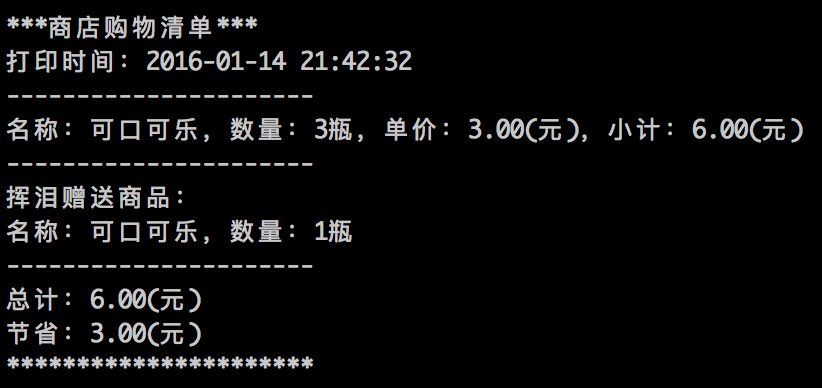 ***商店购物清单***
打印时间：2016-01-14 21:42:32
----------------------
名称：可口可乐，数量：3瓶，单价：3.00(元)，小计：6.00(元)
----------------------
挥泪赠送商品：
名称：可口可乐，数量：1瓶
----------------------
总计：6.00(元)
节省：3.00(元)
**********************